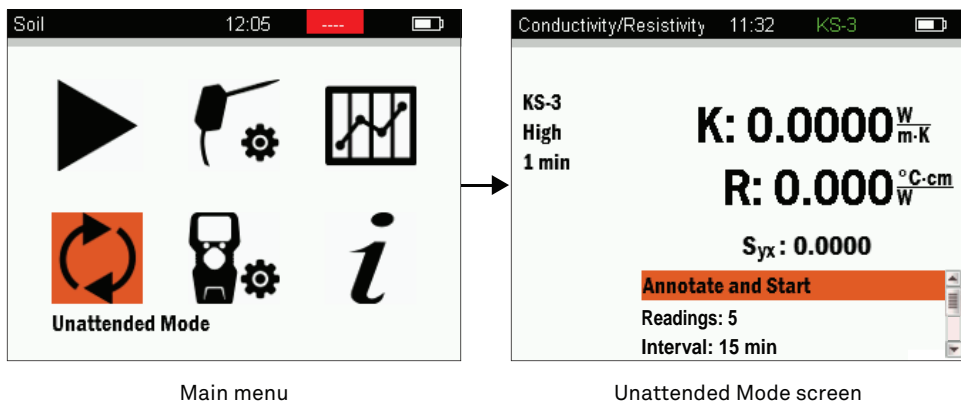 Soil 12:05 ----
Unattended Mode
Main menu
Conductivity/Resistivity 11:32 KS-3
KS-3
High
1 min
K: 0.0000 W/m·K
R: 0.000 °C·cm/W
Syx: 0.0000
Annotate and Start
Readings: 5
Interval: 15 min
Unattended Mode screen